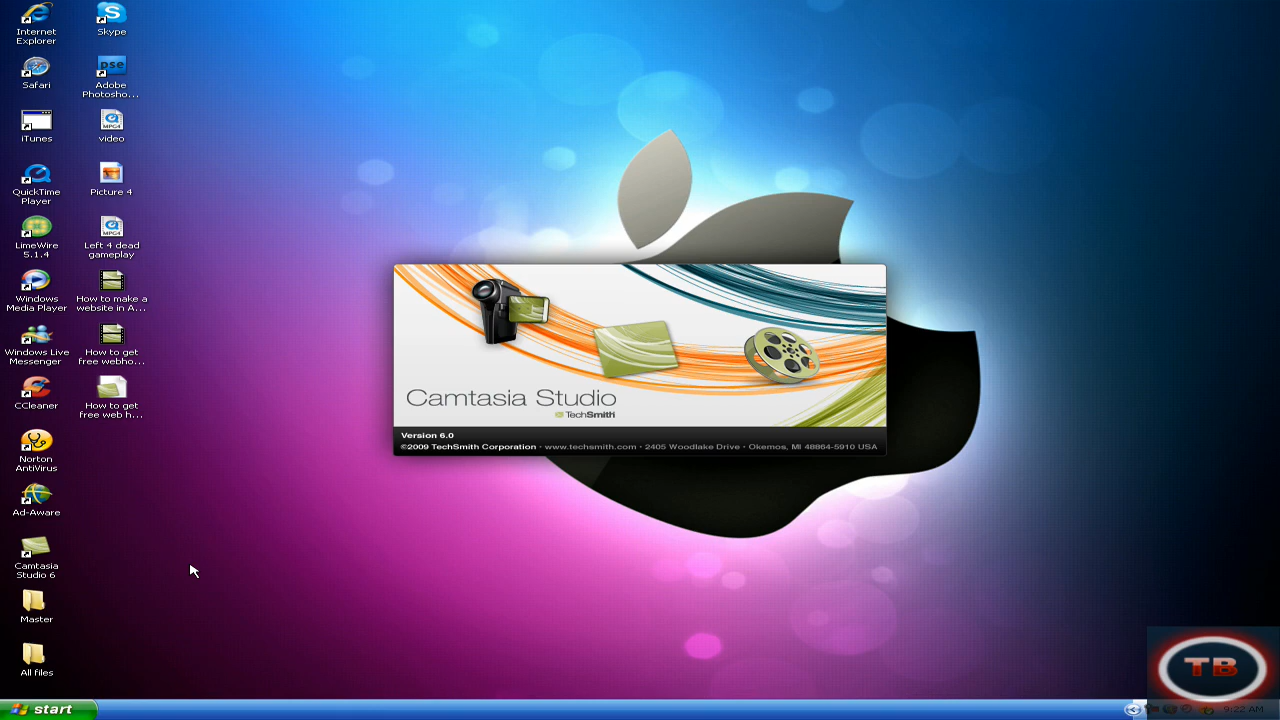 Internet
Explorer
Skype
Safari
pse
Adobe
Photosho...
iTunes
MPEG4
video
QuickTime
Player
Picture 4
LimeWire
5.1.4
MPEG4
Left 4 dead
gameplay
Windows
Media Player
How to make a
website in A...
Windows Live
Messenger
How to get
free webho...
CCleaner
How to get
free web h...
Norton
AntiVirus
Ad-Aware
Camtasia
Studio 6
Master
All files
Camtasia Studio
TechSmith
Version 6.0
©2009 TechSmith Corporation • www.techsmith.com • 2405 Woodlake Drive • Okemos, MI 48864-5910 USA
TB
start
9:22 AM